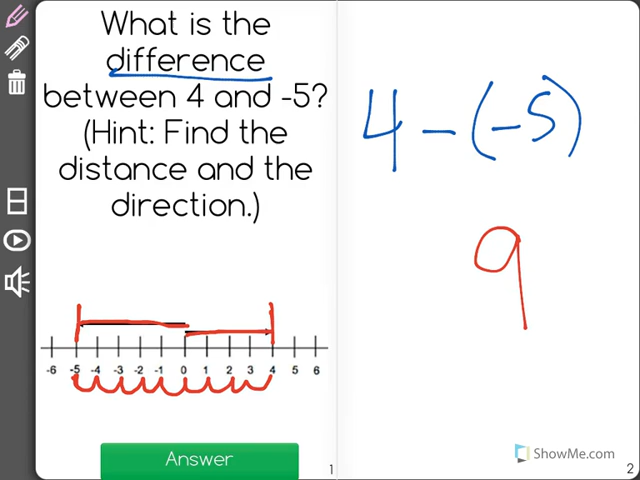 What is the
difference
between 4 and -5?
(Hint: Find the
distance and the
direction.)
4 - (-5)
9
-6 -5 -4 -3 -2 -1 0 1 2 3 4 5 6
Answer
1
ShowMe.com
2